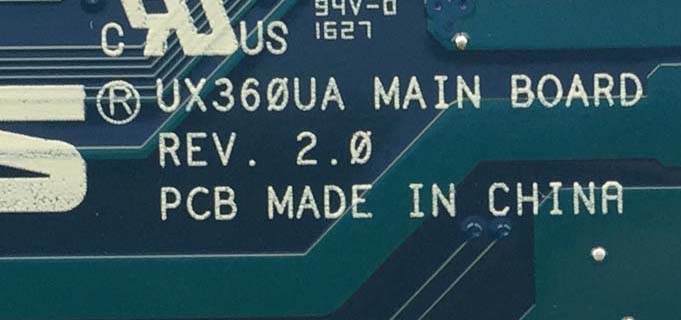 94V-0
1627
C US
® UX360UA MAIN BOARD
REV. 2.0
PCB MADE IN CHINA